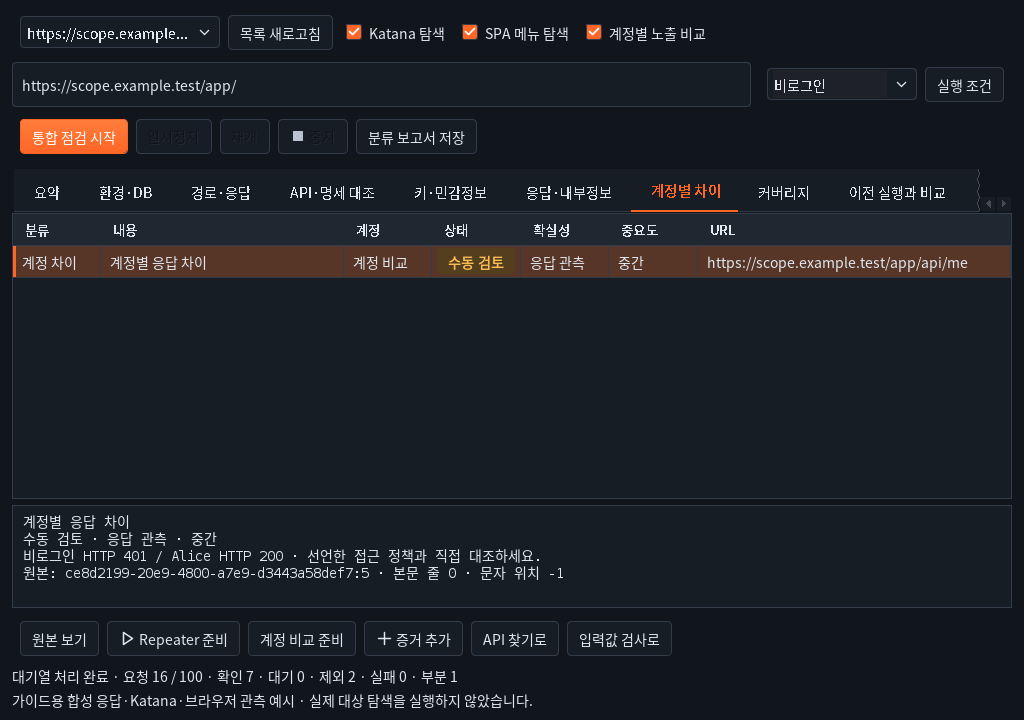 https://scope.example... 목록 새로고침 Katana 탐색 SPA 메뉴 탐색 계정별 노출 비교
https://scope.example.test/app/ 비로그인 실행 조건
통합 점검 시작 일시정지 재개 중지 분류 보고서 저장
요약 환경·DB 경로·응답 API·명세 대조 키·민감정보 응답·내부정보 계정별 차이 커버리지 이전 실행과 비교
분류 내용 계정 상태 확실성 중요도 URL
계정 차이 계정별 응답 차이 계정 비교 수동 검토 응답 관측 중간 https://scope.example.test/app/api/me
계정별 응답 차이
수동 검토 · 응답 관측 · 중간
비로그인 HTTP 401 / Alice HTTP 200 · 선언한 접근 정책과 직접 대조하세요.
원본: ce8d2199-20e9-4800-a7e9-d3443a58def7:5 · 본문 줄 0 · 문자 위치 -1
원본 보기 Repeater 준비 계정 비교 준비 증거 추가 API 찾기로 입력값 검사로
대기열 처리 완료 · 요청 16 / 100 · 확인 7 · 대기 0 · 제외 2 · 실패 0 · 부분 1
가이드용 합성 응답·Katana·브라우저 관측 예시 · 실제 대상 탐색을 실행하지 않았습니다.